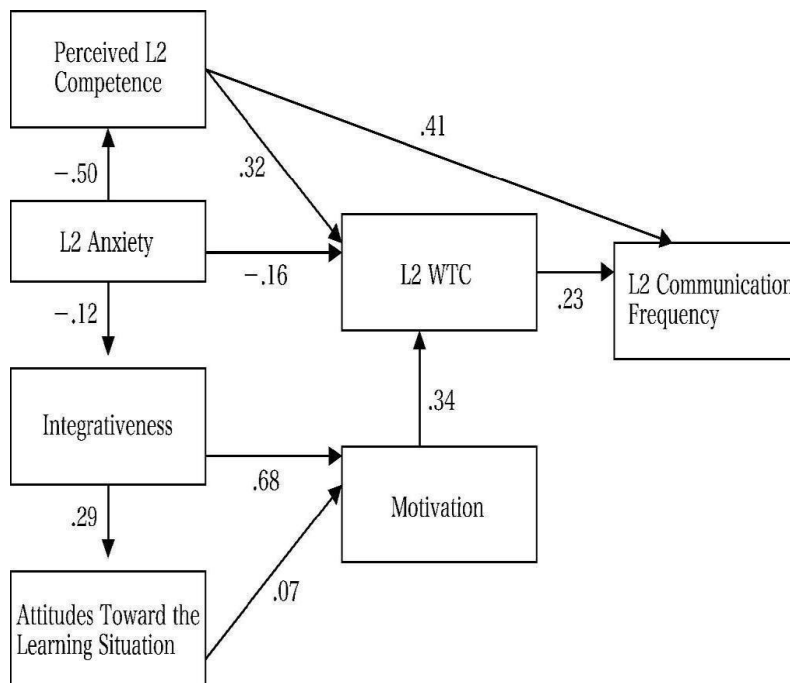 Perceived L2
Competence
.41
.32
−.50
L2 Anxiety
−.16
L2 WTC
.23
L2 Communication
Frequency
−.12
Integrativeness
.34
.68
Motivation
.29
.07
Attitudes Toward the
Learning Situation